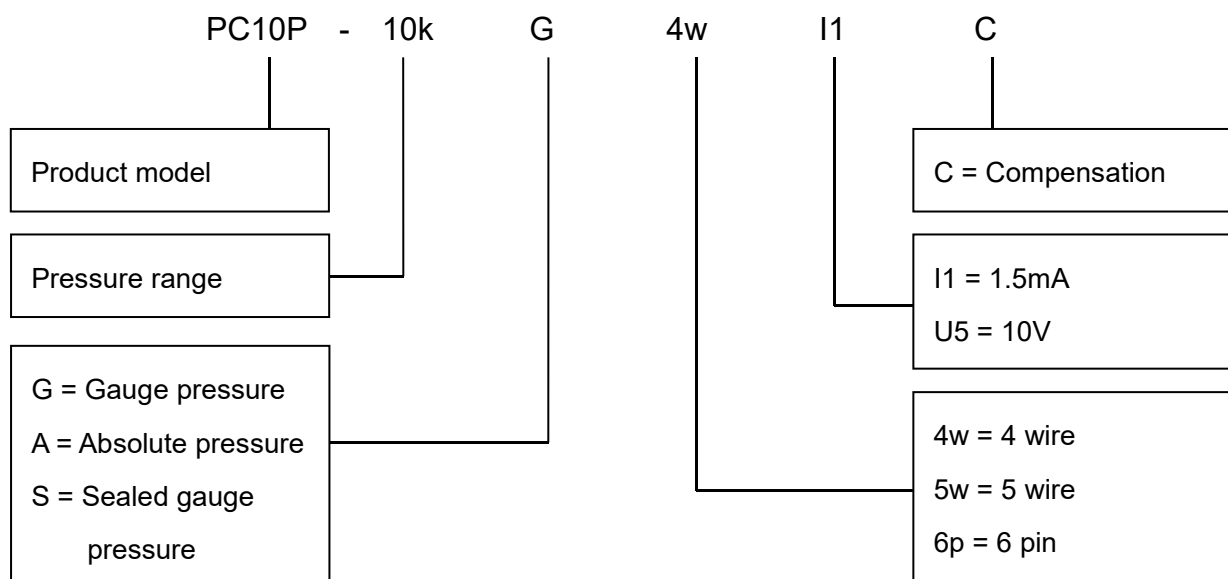 PC10P - 10k G 4w I1 C
Product model
Pressure range
G = Gauge pressure
A = Absolute pressure
S = Sealed gauge
pressure
C = Compensation
I1 = 1.5mA
U5 = 10V
4w = 4 wire
5w = 5 wire
6p = 6 pin